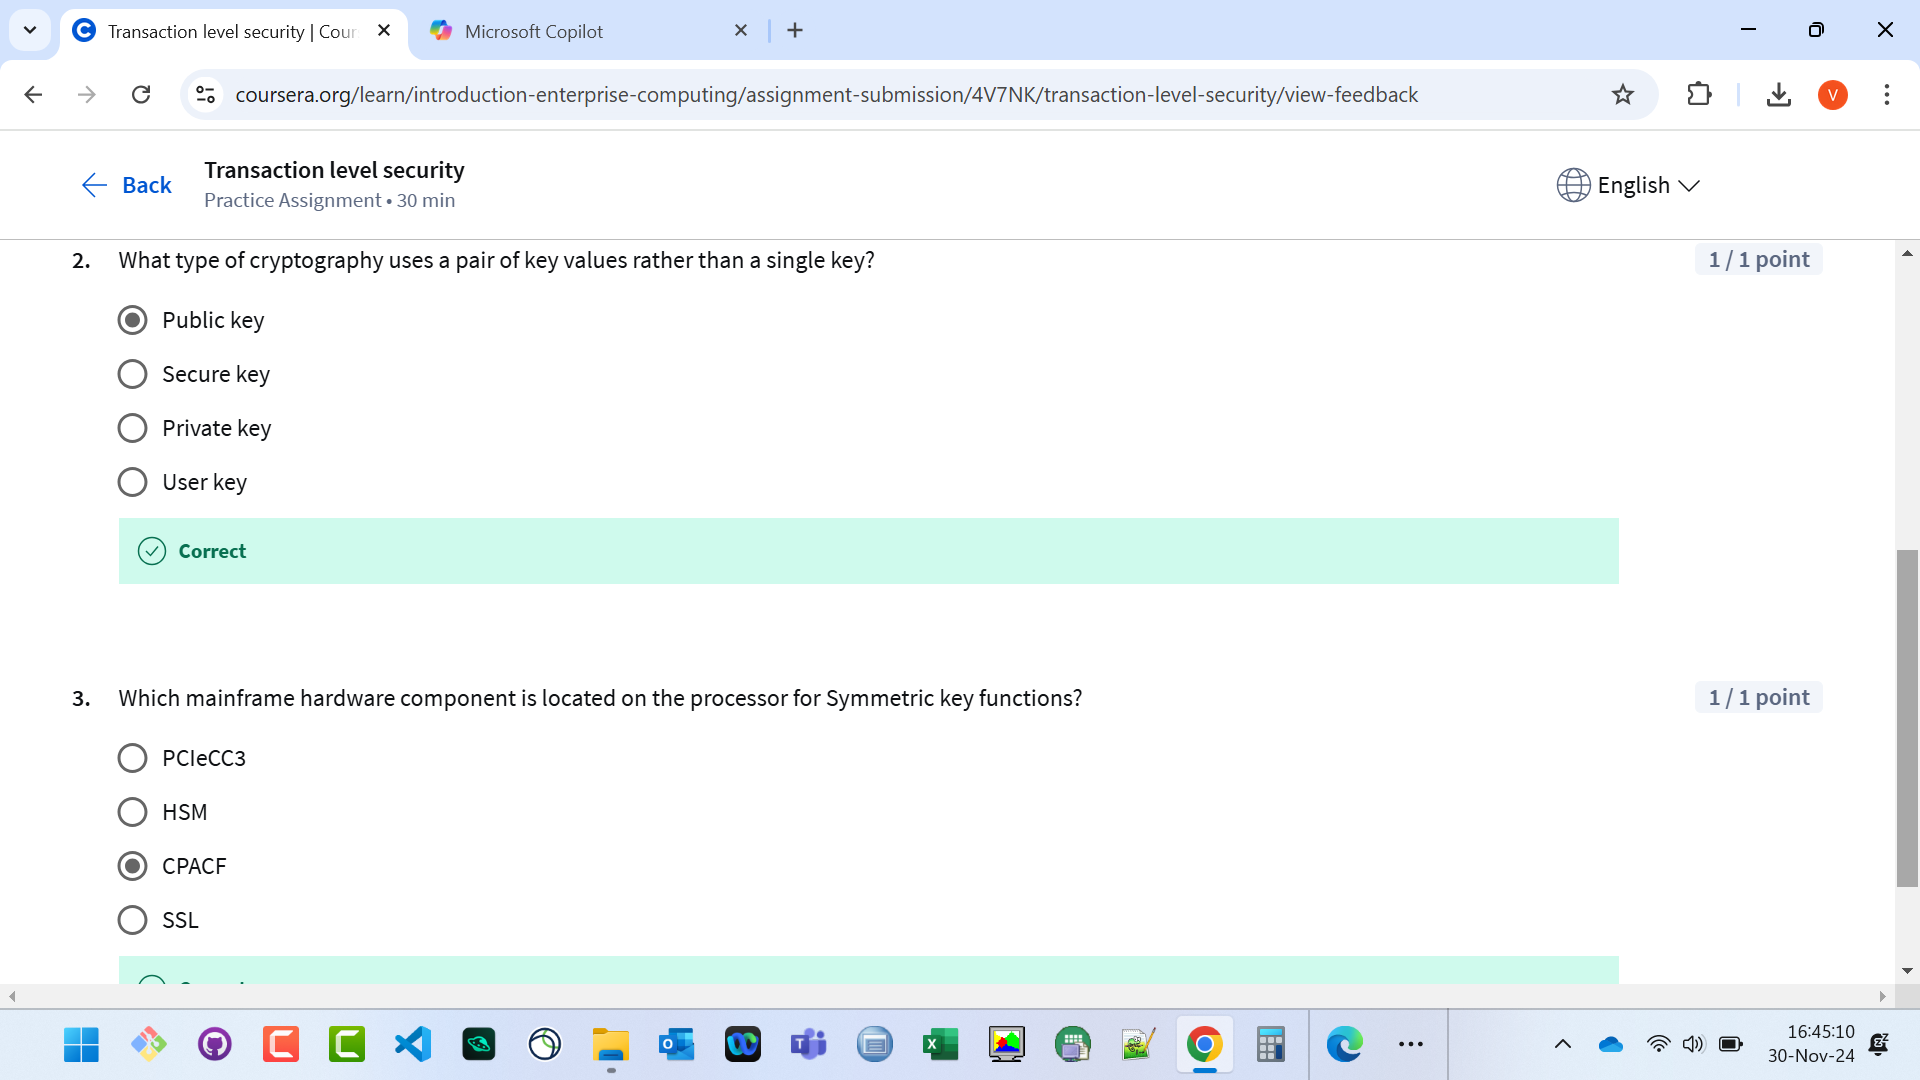 Transaction level security | Cour
Microsoft Copilot
coursera.org/learn/introduction-enterprise-computing/assignment-submission/4V7NK/transaction-level-security/view-feedback
V
Back
Transaction level security
Practice Assignment • 30 min
English
2. What type of cryptography uses a pair of key values rather than a single key?
1 / 1 point
Public key
Secure key
Private key
User key
Correct
3. Which mainframe hardware component is located on the processor for Symmetric key functions?
1 / 1 point
PCIeCC3
HSM
CPACF
SSL
16:45:10
30-Nov-24